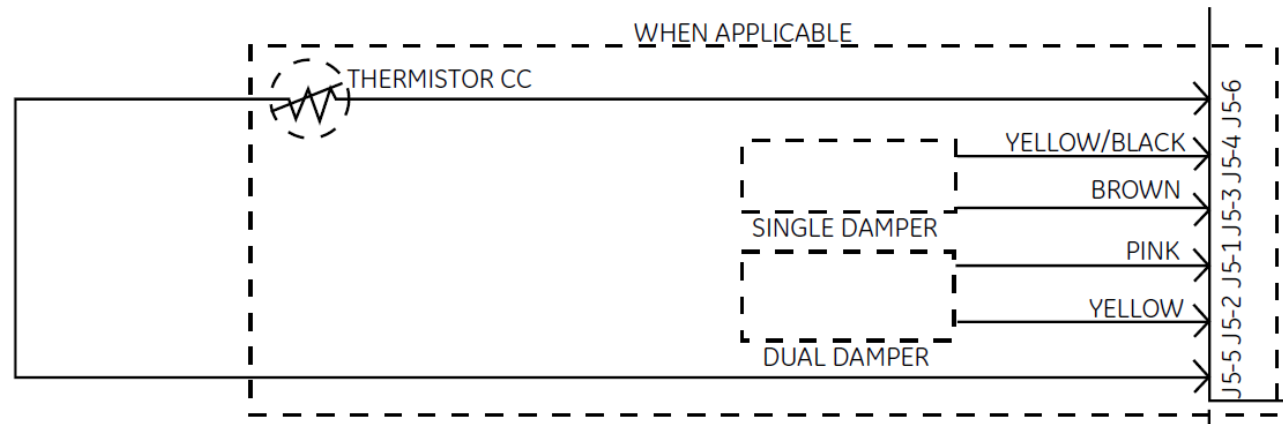 WHEN APPLICABLE
THERMISTOR CC
J5-6
YELLOW/BLACK
J5-4
BROWN
J5-3
SINGLE DAMPER
PINK
J5-1
YELLOW
J5-2
DUAL DAMPER
J5-5